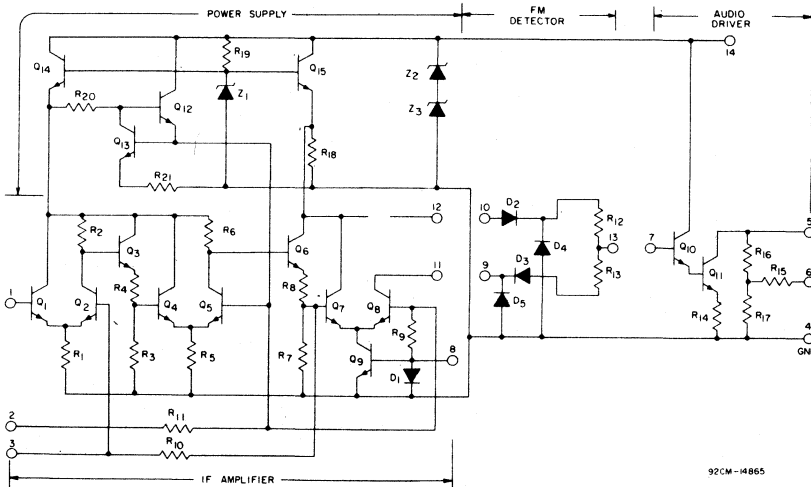 POWER SUPPLY
FM
DETECTOR
AUDIO
DRIVER
Q14
R19
Q15
Z2
14
R20
Q12
Z1
Z3
Q13
R18
R21
12
10
D2
R12
5
R2
R6
Q3
Q6
D4
13
7
Q10
R16
11
9
D3
Q11
R15
6
1
Q1
Q2
R4
Q4
Q5
R8
Q7
Q8
R13
D5
R9
R14
R17
4
GND
R1
R3
R5
R7
Q9
8
D1
2
R11
3
R10
IF AMPLIFIER
92CM-14865